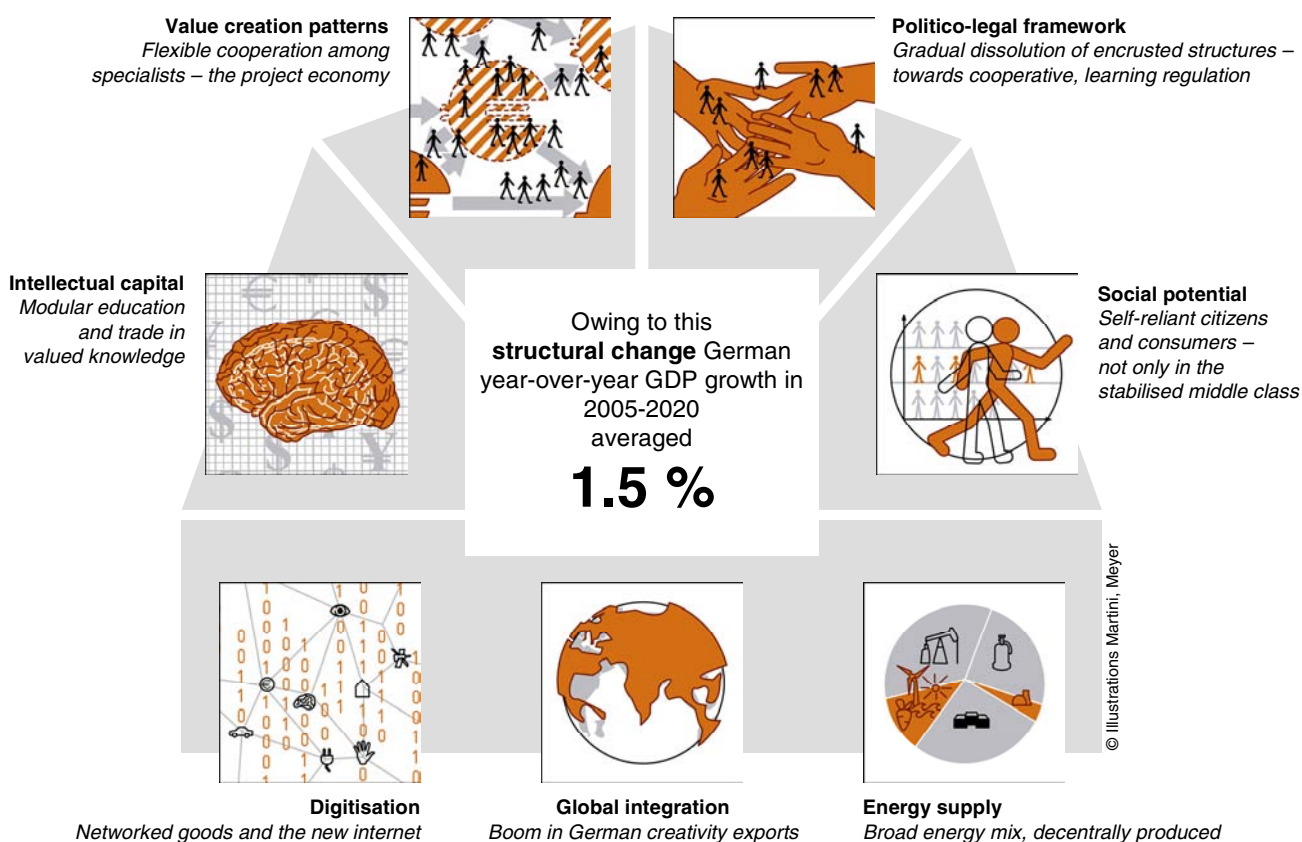 Value creation patterns
Flexible cooperation among
specialists – the project economy
Politico-legal framework
Gradual dissolution of encrusted structures –
towards cooperative, learning regulation
Intellectual capital
Modular education
and trade in
valued knowledge
Owing to this
structural change German
year-over-year GDP growth in
2005-2020
averaged
1.5 %
Social potential
Self-reliant citizens
and consumers –
not only in the
stabilised middle class
© Illustrations Martini, Meyer
Digitisation
Networked goods and the new internet
Global integration
Boom in German creativity exports
Energy supply
Broad energy mix, decentrally produced